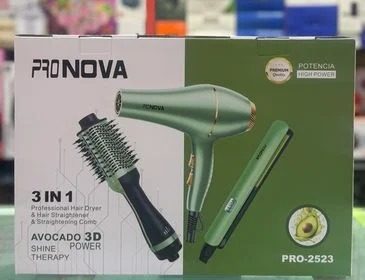 PRONOVA
PREMIUM
Quality
POTENCIA
HIGH POWER
PRONOVA
PRONOVA
3 IN 1
Professional Hair Dryer
& Hair Straightener
& Straightening Comb
AVOCADO 3D
POWER
SHINE
THERAPY
PRO-2523